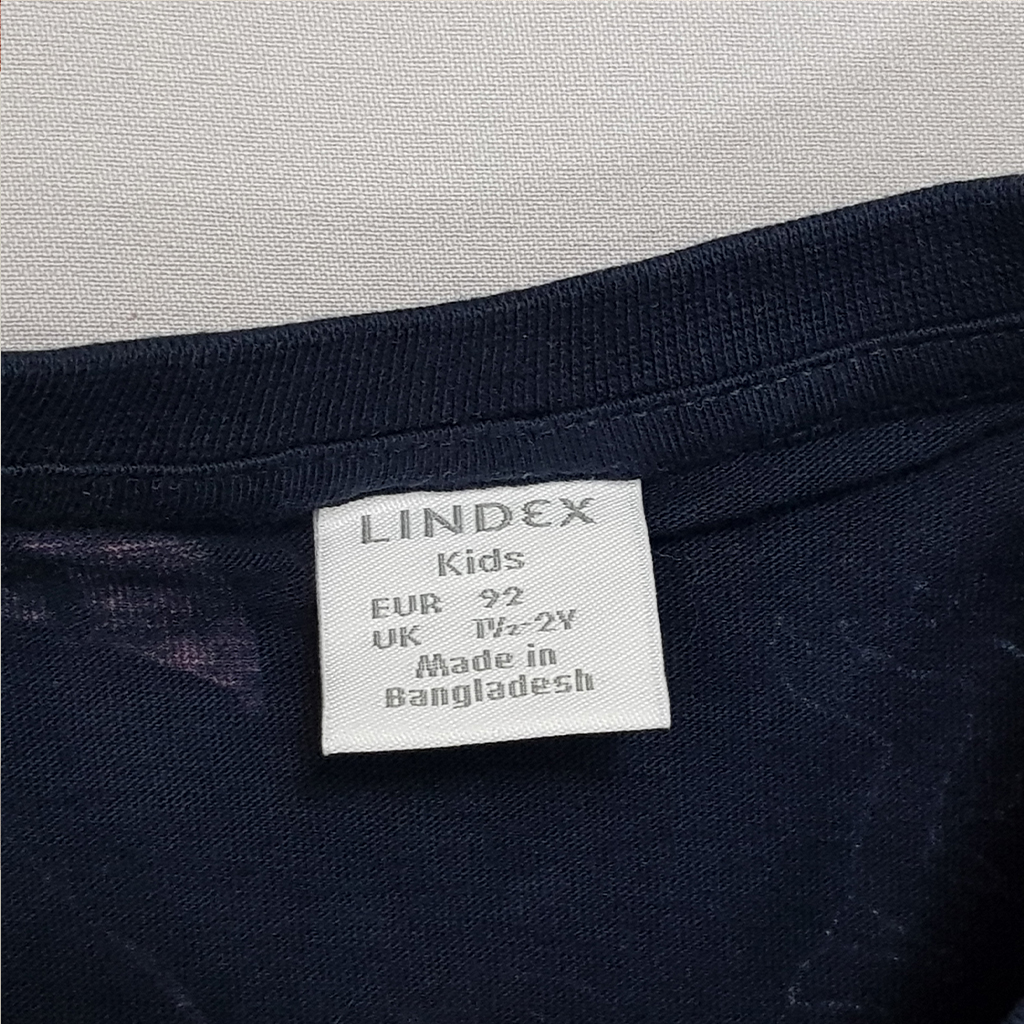 LINDEX
Kids
EUR 92
UK 1½-2Y
Made in
Bangladesh